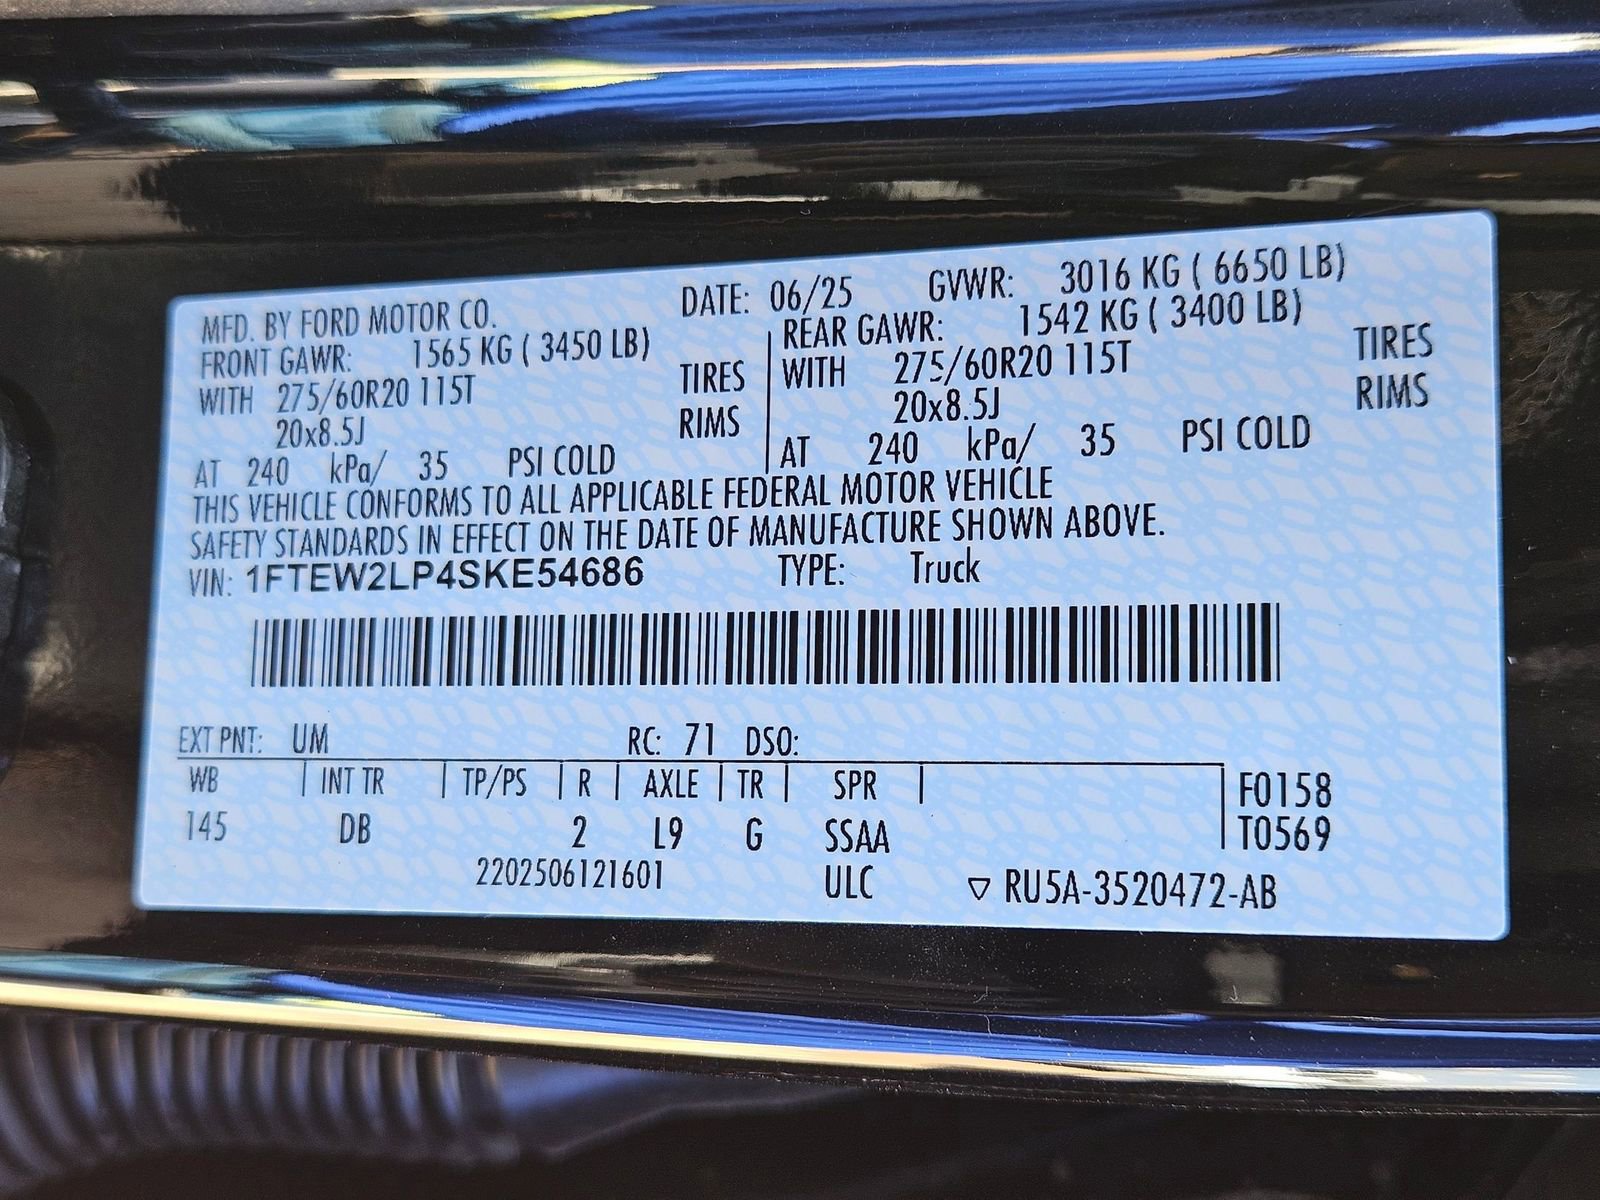 MFD. BY FORD MOTOR CO. DATE: 06/25 GVWR: 3016 KG ( 6650 LB)
FRONT GAWR: 1565 KG ( 3450 LB) REAR GAWR: 1542 KG ( 3400 LB)
WITH 275/60R20 115T TIRES WITH 275/60R20 115T TIRES
20x8.5J RIMS 20x8.5J RIMS
AT 240 kPa/ 35 PSI COLD AT 240 kPa/ 35 PSI COLD
THIS VEHICLE CONFORMS TO ALL APPLICABLE FEDERAL MOTOR VEHICLE
SAFETY STANDARDS IN EFFECT ON THE DATE OF MANUFACTURE SHOWN ABOVE.
VIN: 1FTEW2LP4SKE54686 TYPE: Truck
EXT PNT: UM RC: 71 DSO:
WB | INT TR | TP/PS | R | AXLE | TR | SPR | F0158
145 DB 2 L9 G SSAA T0569
2202506121601 ULC ▽ RU5A-3520472-AB